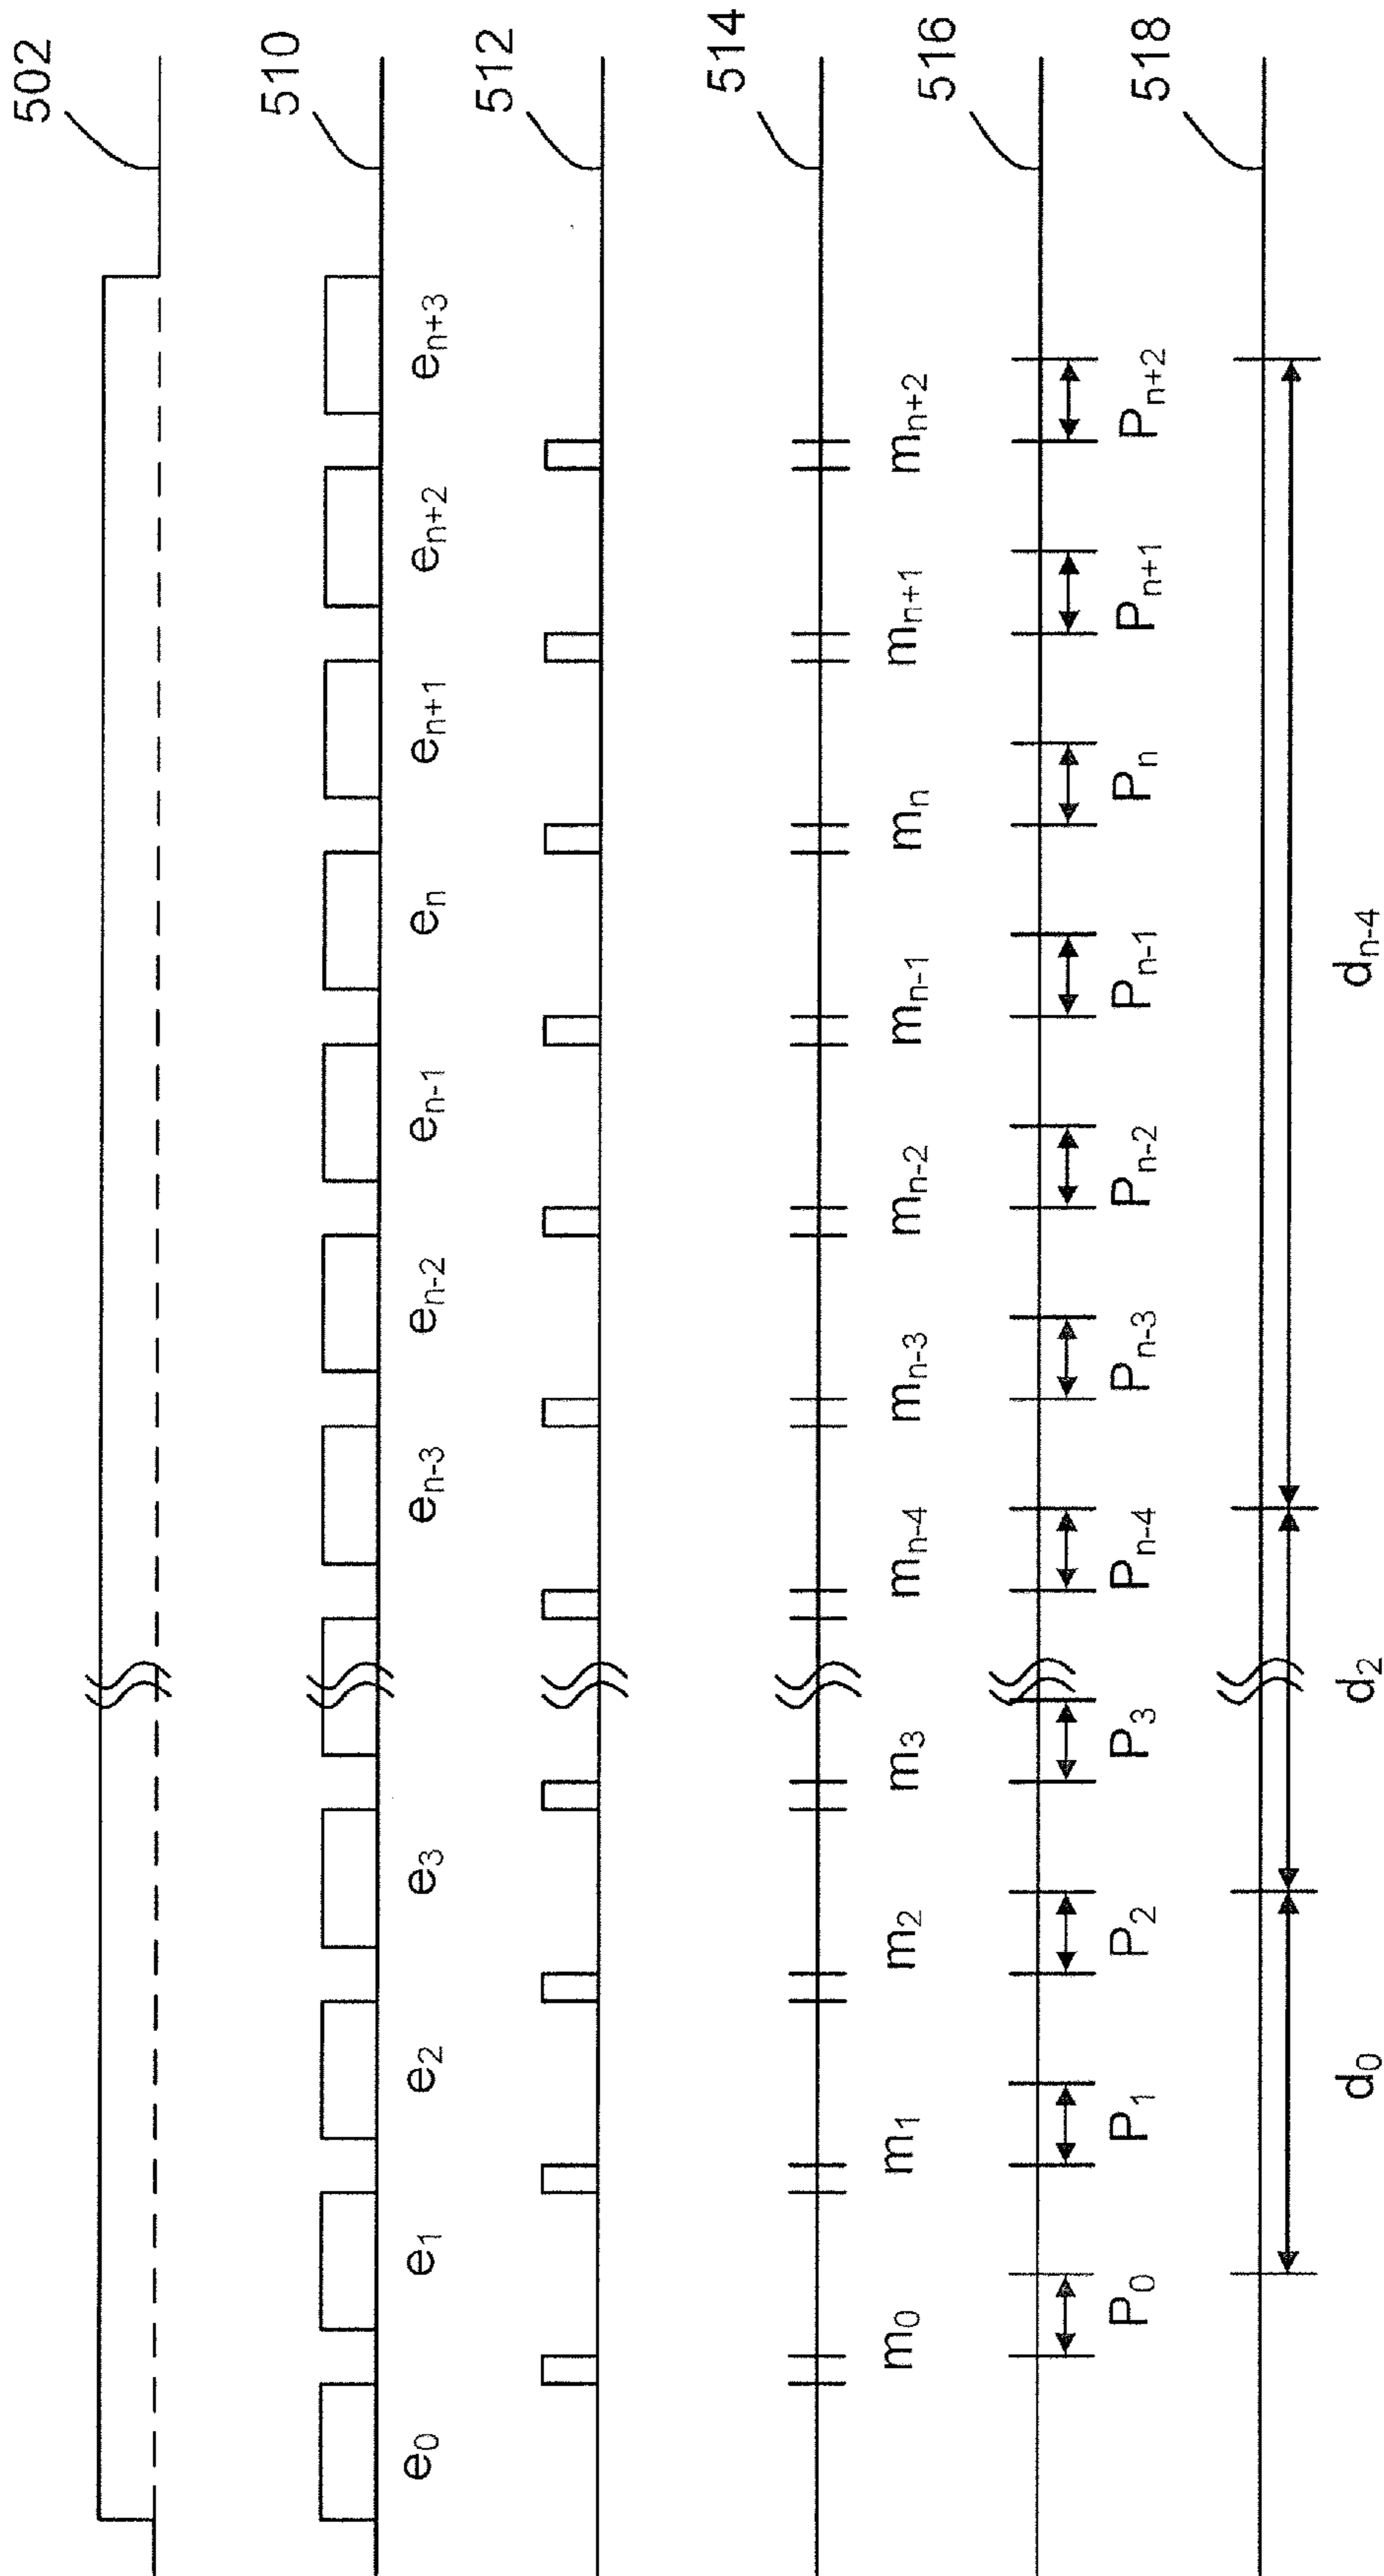 502
510
e₀ e₁ e₂ e₃ eₙ₋₃ eₙ₋₂ eₙ₋₁ eₙ eₙ₊₁ eₙ₊₂ eₙ₊₃
512
514
m₀ m₁ m₂ m₃ mₙ₋₄ mₙ₋₃ mₙ₋₂ mₙ₋₁ mₙ mₙ₊₁ mₙ₊₂
516
P₀ P₁ P₂ P₃ Pₙ₋₄ Pₙ₋₃ Pₙ₋₂ Pₙ₋₁ Pₙ Pₙ₊₁ Pₙ₊₂
518
d₀ d₂ dₙ₋₄